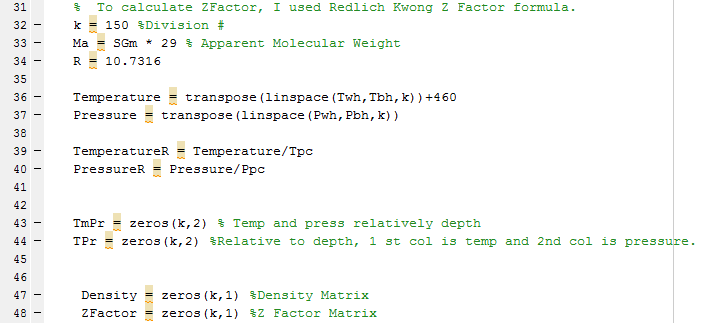 31 % To calculate ZFactor, I used Redlich Kwong Z Factor formula.
32 – k = 150 %Division #
33 – Ma = SGm * 29 % Apparent Molecular Weight
34 – R = 10.7316
35
36 – Temperature = transpose(linspace(Twh,Tbh,k))+460
37 – Pressure = transpose(linspace(Pwh,Pbh,k))
38
39 – TemperatureR = Temperature/Tpc
40 – PressureR = Pressure/Ppc
41
42
43 – TmPr = zeros(k,2) % Temp and press relatively depth
44 – TPr = zeros(k,2) %Relative to depth, 1 st col is temp and 2nd col is pressure.
45
46
47 – Density = zeros(k,1) %Density Matrix
48 – ZFactor = zeros(k,1) %Z Factor Matrix